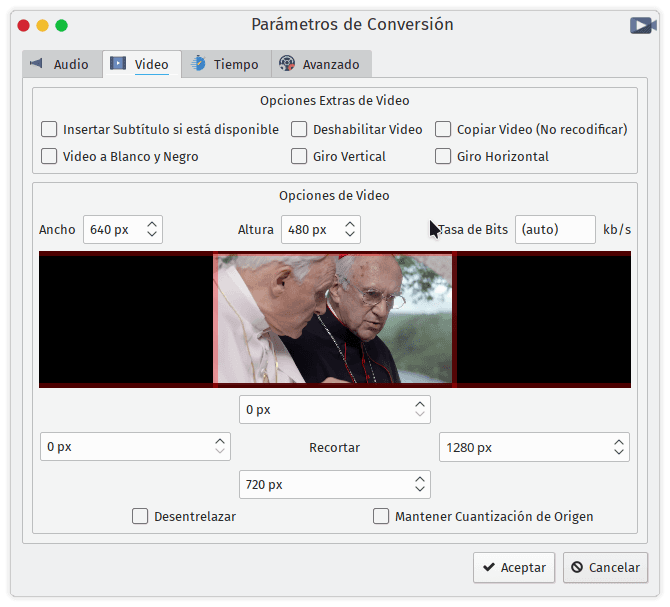 Parámetros de Conversión
Audio Video Tiempo Avanzado
Opciones Extras de Video
Insertar Subtítulo si está disponible Deshabilitar Video Copiar Video (No recodificar)
Video a Blanco y Negro Giro Vertical Giro Horizontal
Opciones de Video
Ancho 640 px Altura 480 px Tasa de Bits (auto) kb/s
0 px
0 px Recortar 1280 px
720 px
Desentrelazar Mantener Cuantización de Origen
Aceptar Cancelar